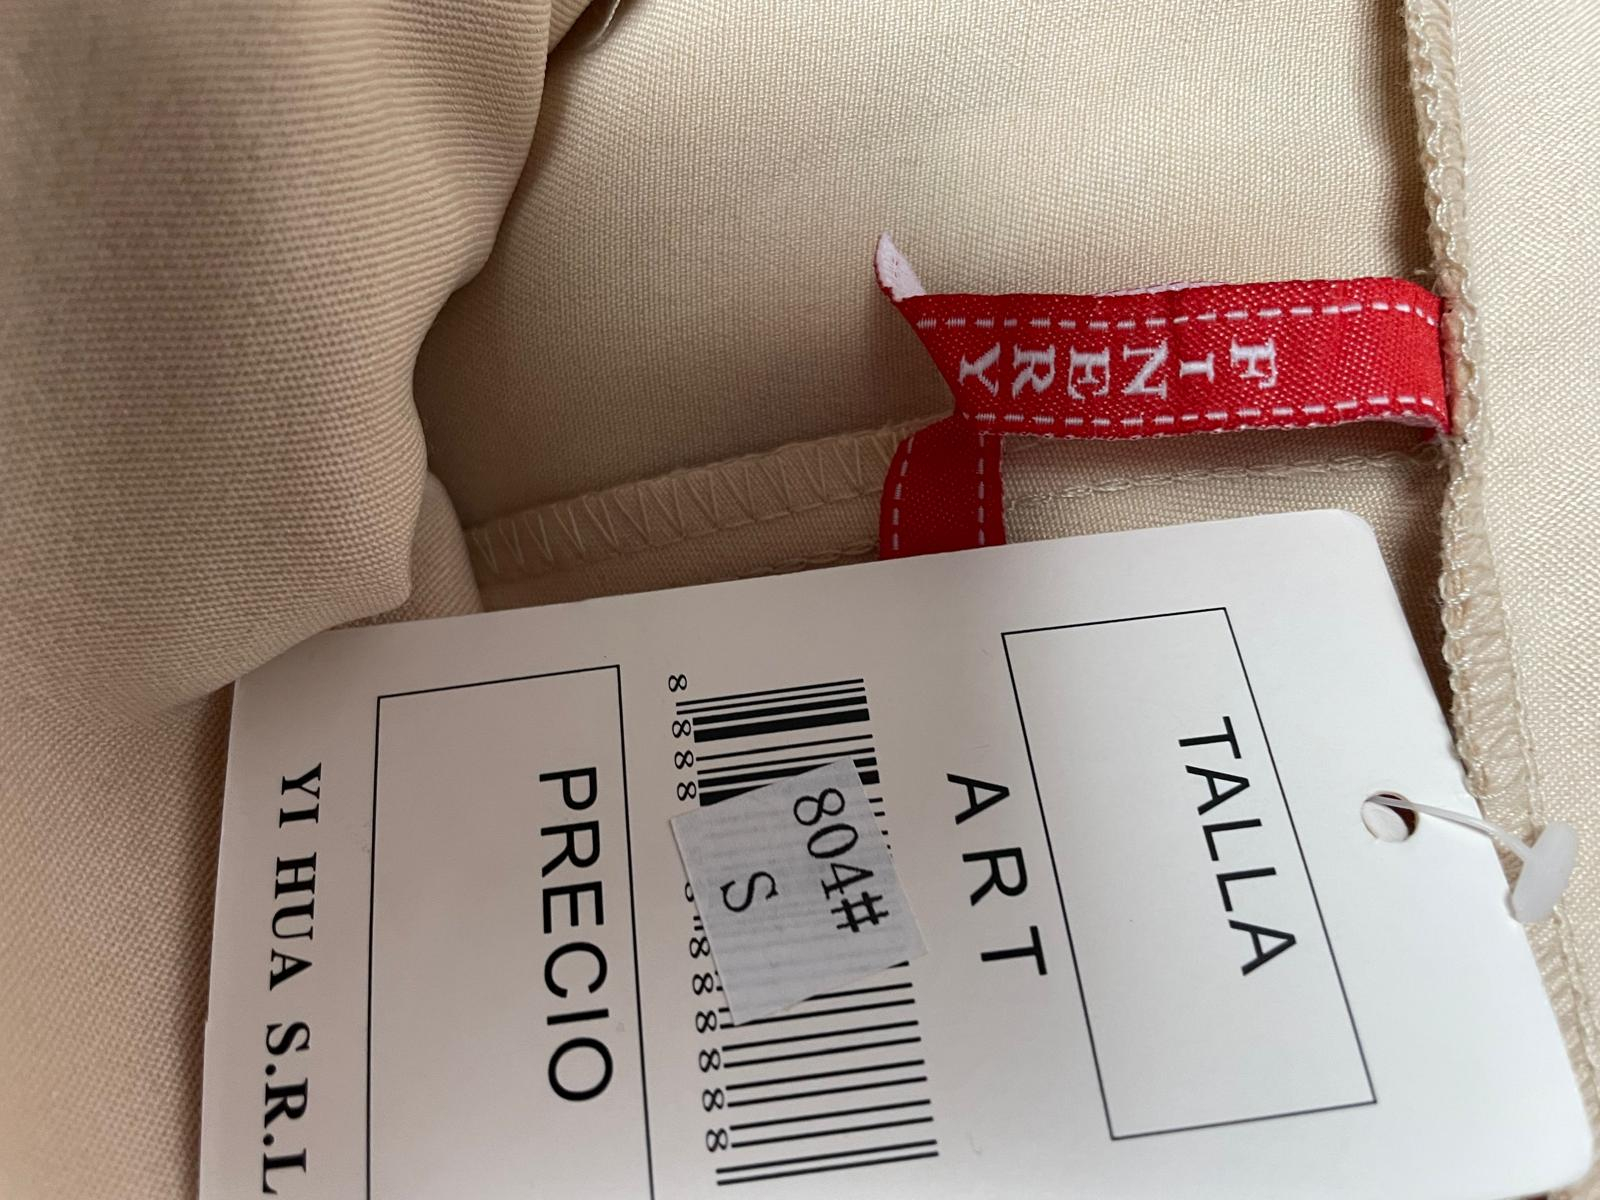 FINERY
TALLA
ART
804#
S
PRECIO
YI HUA S.R.L